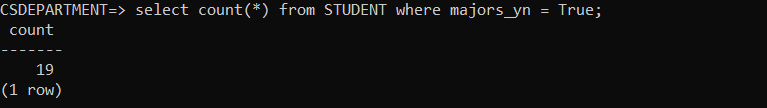 CSDEPARTMENT=> select count(*) from STUDENT where majors_yn = True;
 count
-------
    19
(1 row)